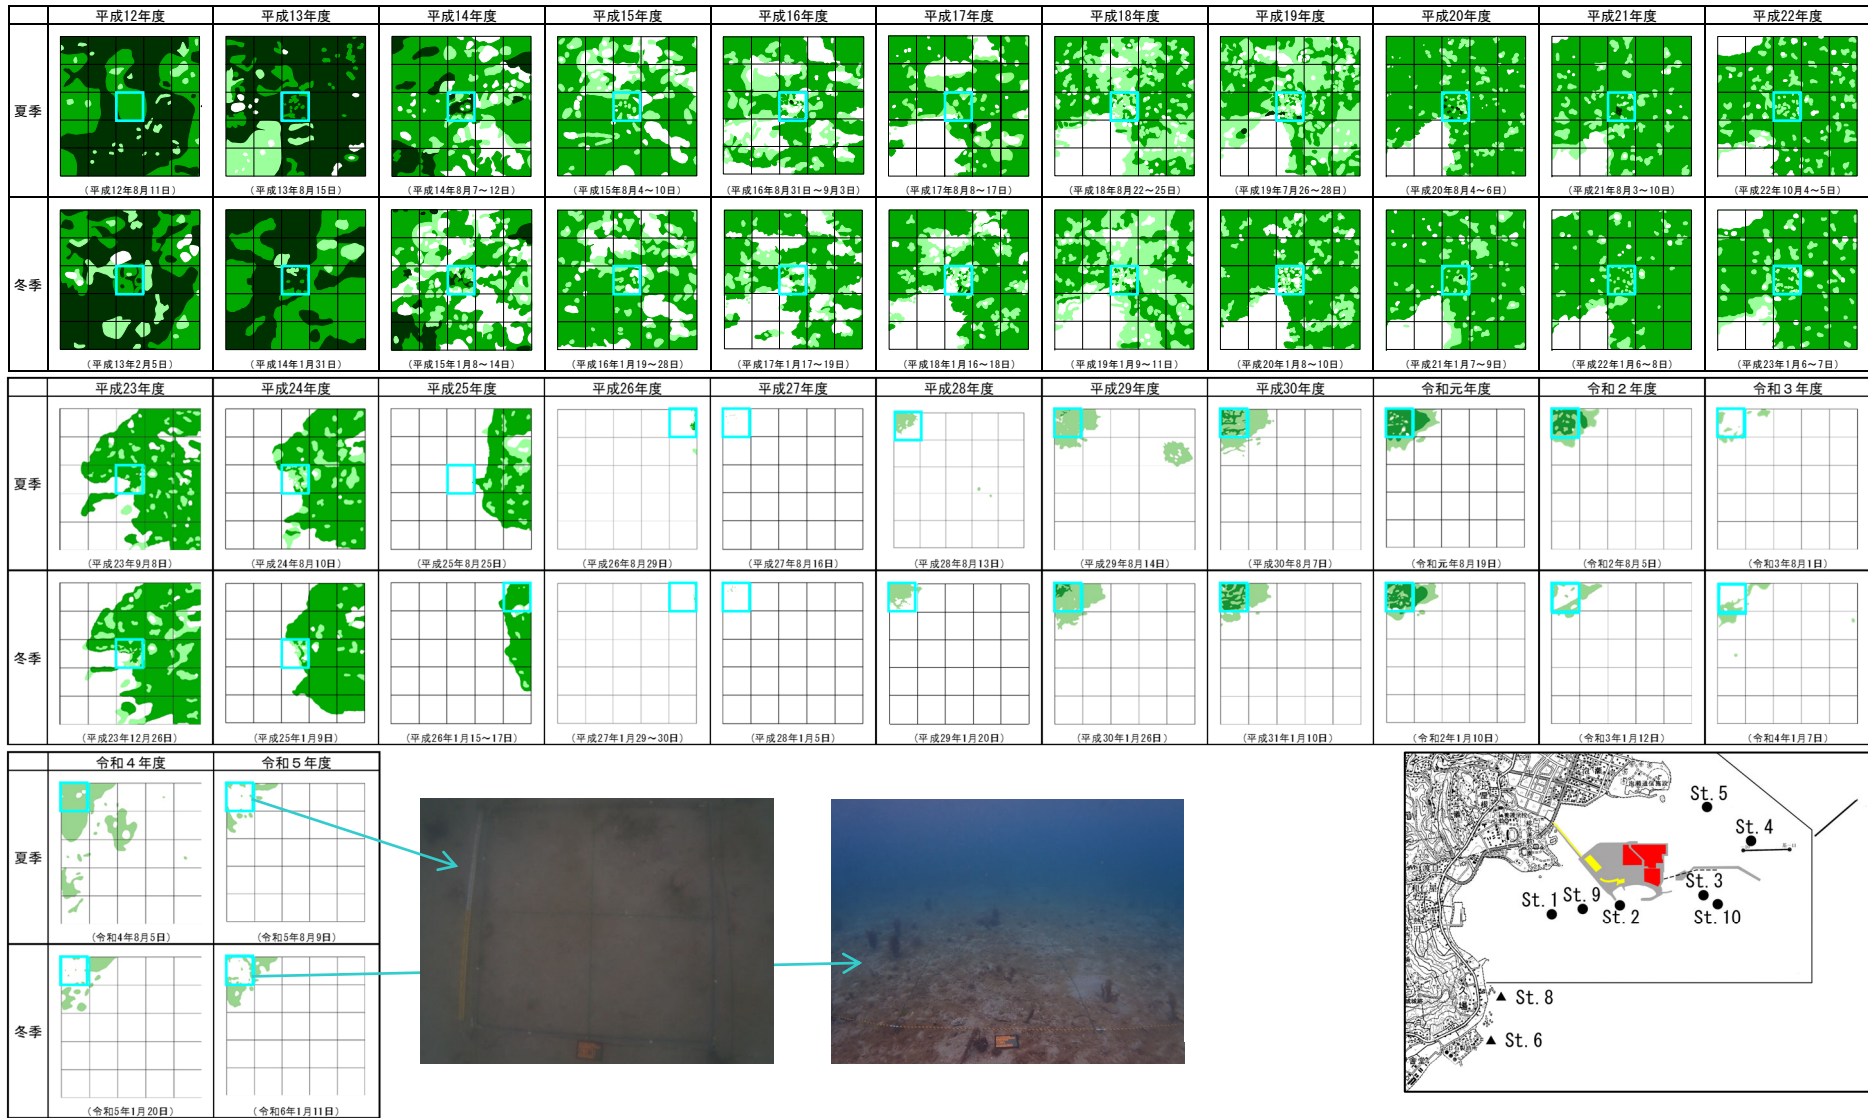 平成12年度 平成13年度 平成14年度 平成15年度 平成16年度 平成17年度 平成18年度 平成19年度 平成20年度 平成21年度 平成22年度
夏季
(平成12年8月11日) (平成13年8月15日) (平成14年8月7~12日) (平成15年8月4~10日) (平成16年8月31日~9月3日) (平成17年8月8~17日) (平成18年8月22~25日) (平成19年7月26~28日) (平成20年8月4~6日) (平成21年8月3~10日) (平成22年10月4~5日)
冬季
(平成13年2月5日) (平成14年1月31日) (平成15年1月8~14日) (平成16年1月19~28日) (平成17年1月17~19日) (平成18年1月16~18日) (平成19年1月9~11日) (平成20年1月8~10日) (平成21年1月7~9日) (平成22年1月6~8日) (平成23年1月6~7日)
平成23年度 平成24年度 平成25年度 平成26年度 平成27年度 平成28年度 平成29年度 平成30年度 令和元年度 令和2年度 令和3年度
夏季
(平成23年9月8日) (平成24年8月10日) (平成25年8月25日) (平成26年8月29日) (平成27年8月16日) (平成28年8月13日) (平成29年8月14日) (平成30年8月7日) (令和元年8月19日) (令和2年8月5日) (令和3年8月1日)
冬季
(平成23年12月26日) (平成25年1月9日) (平成26年1月15~17日) (平成27年1月29~30日) (平成28年1月5日) (平成29年1月20日) (平成30年1月26日) (平成31年1月10日) (令和2年1月10日) (令和3年1月12日) (令和4年1月7日)
令和4年度 令和5年度
夏季
(令和4年8月5日) (令和5年8月9日)
冬季
(令和5年1月20日) (令和6年1月11日)
St.5
St.4
St.3
St.1 St.9 St.2 St.10
St.8
St.6